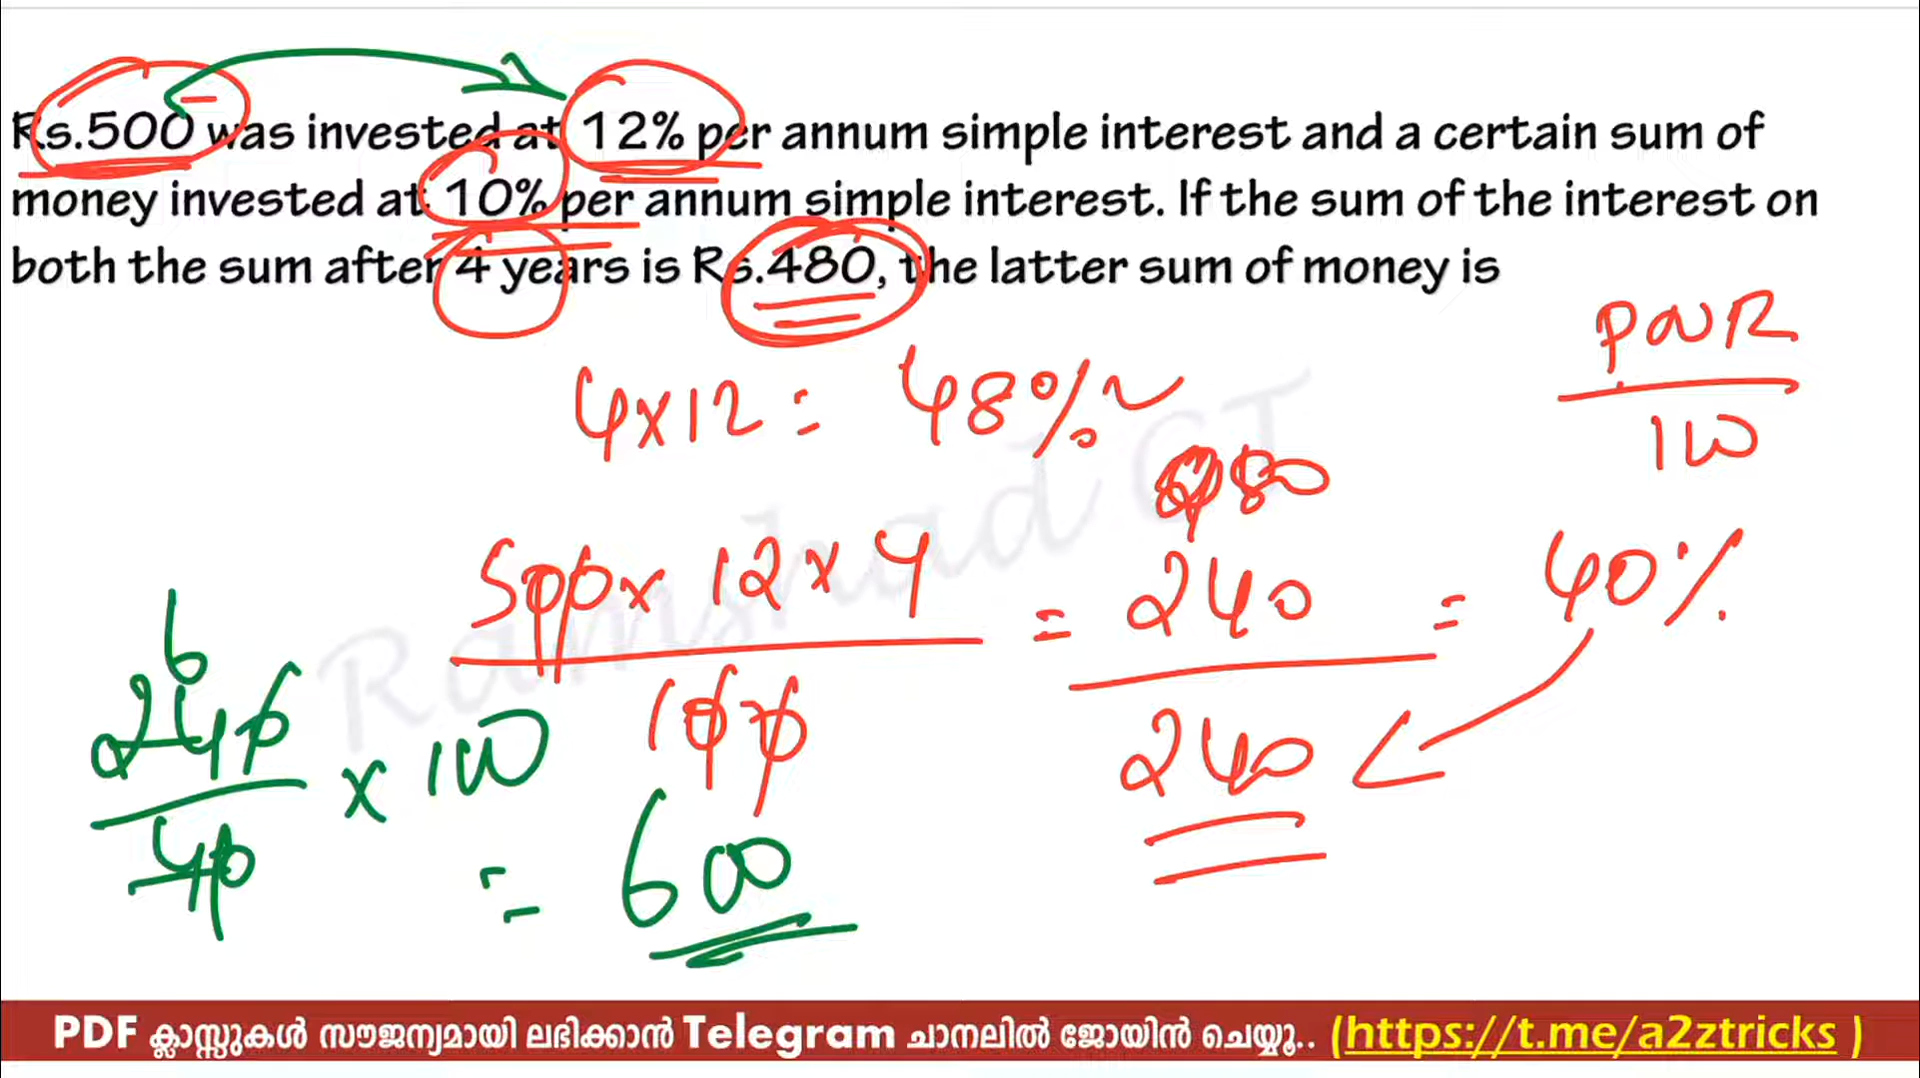 Rs.500 was invested at 12% per annum simple interest and a certain sum of
money invested at 10% per annum simple interest. If the sum of the interest on
both the sum after 4 years is Rs.480, the latter sum of money is
PNR
100
4x12 = 48%
480
500 x 12 x 4 = 240 = 40%
100
240
6
240
40
x 100
= 600
Ramshad CT
PDF ക്ലാസ്സുകൾ സൗജന്യമായി ലഭിക്കാൻ Telegram ചാനലിൽ ജോയിൻ ചെയ്യൂ.. (https://t.me/a2ztricks )